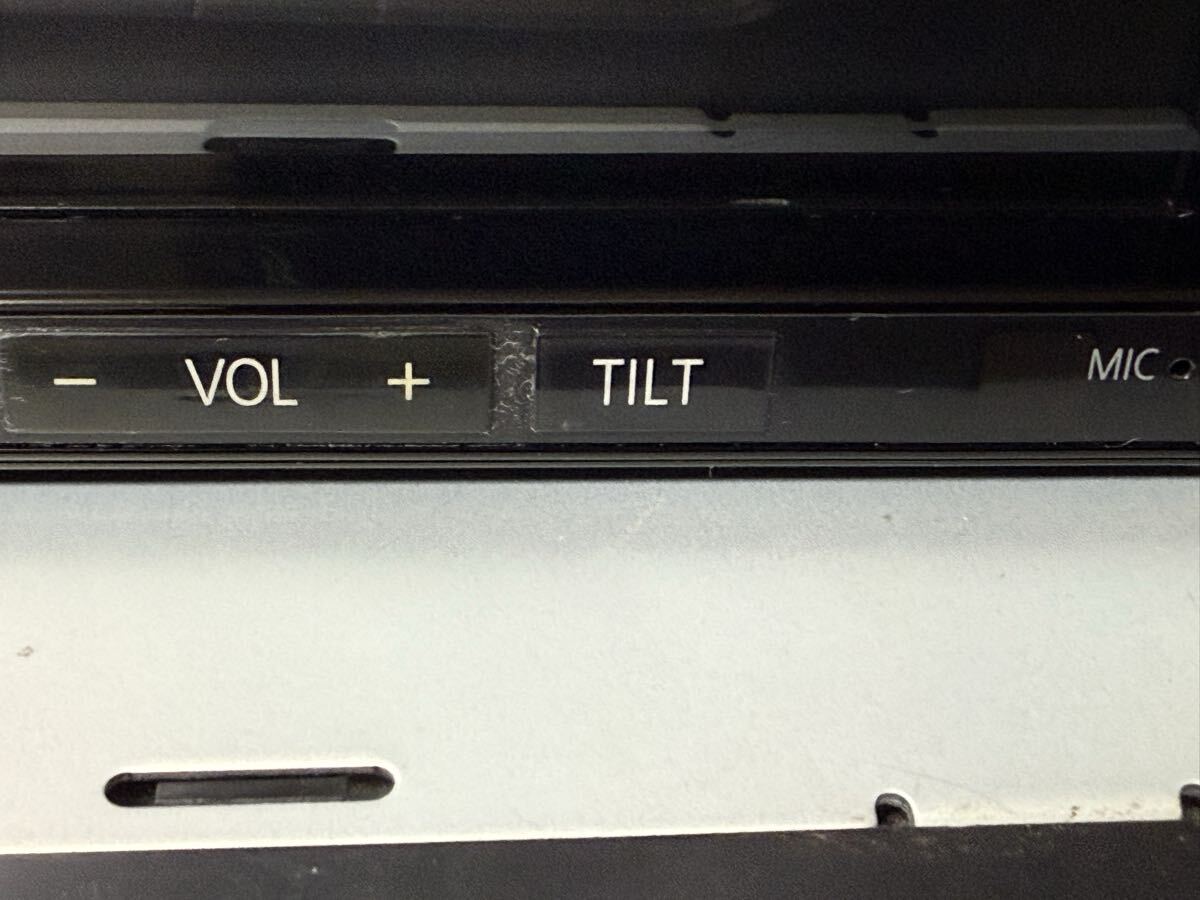 - VOL + TILT MIC